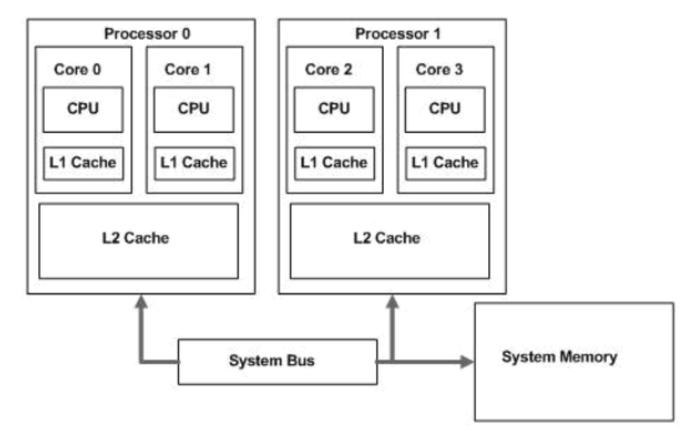 Processor 0
Processor 1
Core 0
Core 1
Core 2
Core 3
CPU
CPU
CPU
CPU
L1 Cache
L1 Cache
L1 Cache
L1 Cache
L2 Cache
L2 Cache
System Bus
System Memory